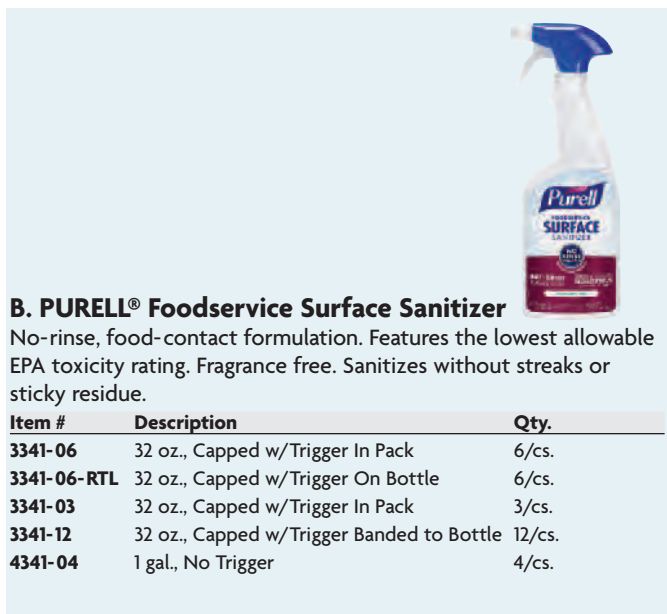 Purell
SURFACE
SANITIZER
B. PURELL® Foodservice Surface Sanitizer
No-rinse, food-contact formulation. Features the lowest allowable
EPA toxicity rating. Fragrance free. Sanitizes without streaks or
sticky residue.
Item # Description Qty.
3341-06 32 oz., Capped w/Trigger In Pack 6/cs.
3341-06-RTL 32 oz., Capped w/Trigger On Bottle 6/cs.
3341-03 32 oz., Capped w/Trigger In Pack 3/cs.
3341-12 32 oz., Capped w/Trigger Banded to Bottle 12/cs.
4341-04 1 gal., No Trigger 4/cs.